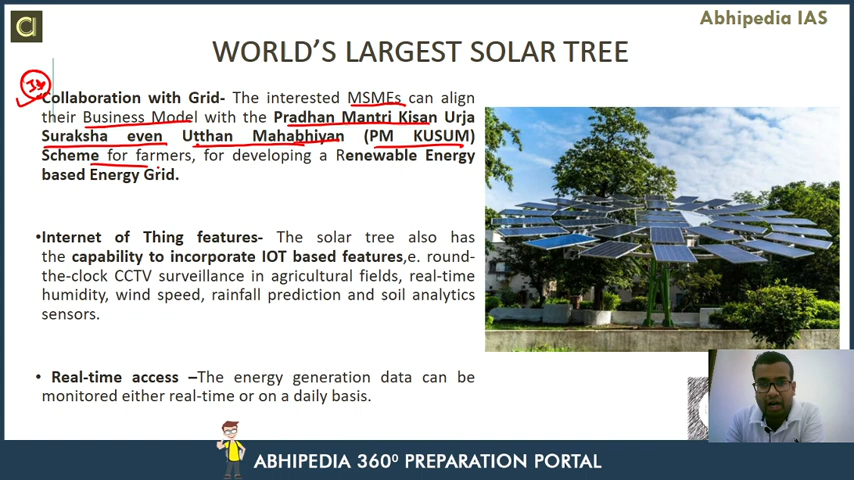 Abhipedia IAS
WORLD'S LARGEST SOLAR TREE
Collaboration with Grid- The interested MSMEs can align
their Business Model with the Pradhan Mantri Kisan Urja
Suraksha even Utthan Mahabhiyan (PM KUSUM)
Scheme for farmers, for developing a Renewable Energy
based Energy Grid.
•Internet of Thing features- The solar tree also has
the capability to incorporate IOT based features,e. round-
the-clock CCTV surveillance in agricultural fields, real-time
humidity, wind speed, rainfall prediction and soil analytics
sensors.
• Real-time access –The energy generation data can be
monitored either real-time or on a daily basis.
ABHIPEDIA 360⁰ PREPARATION PORTAL